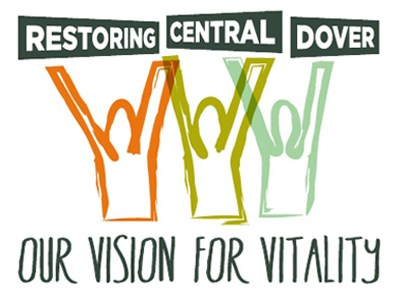 RESTORING CENTRAL DOVER
OUR VISION FOR VITALITY